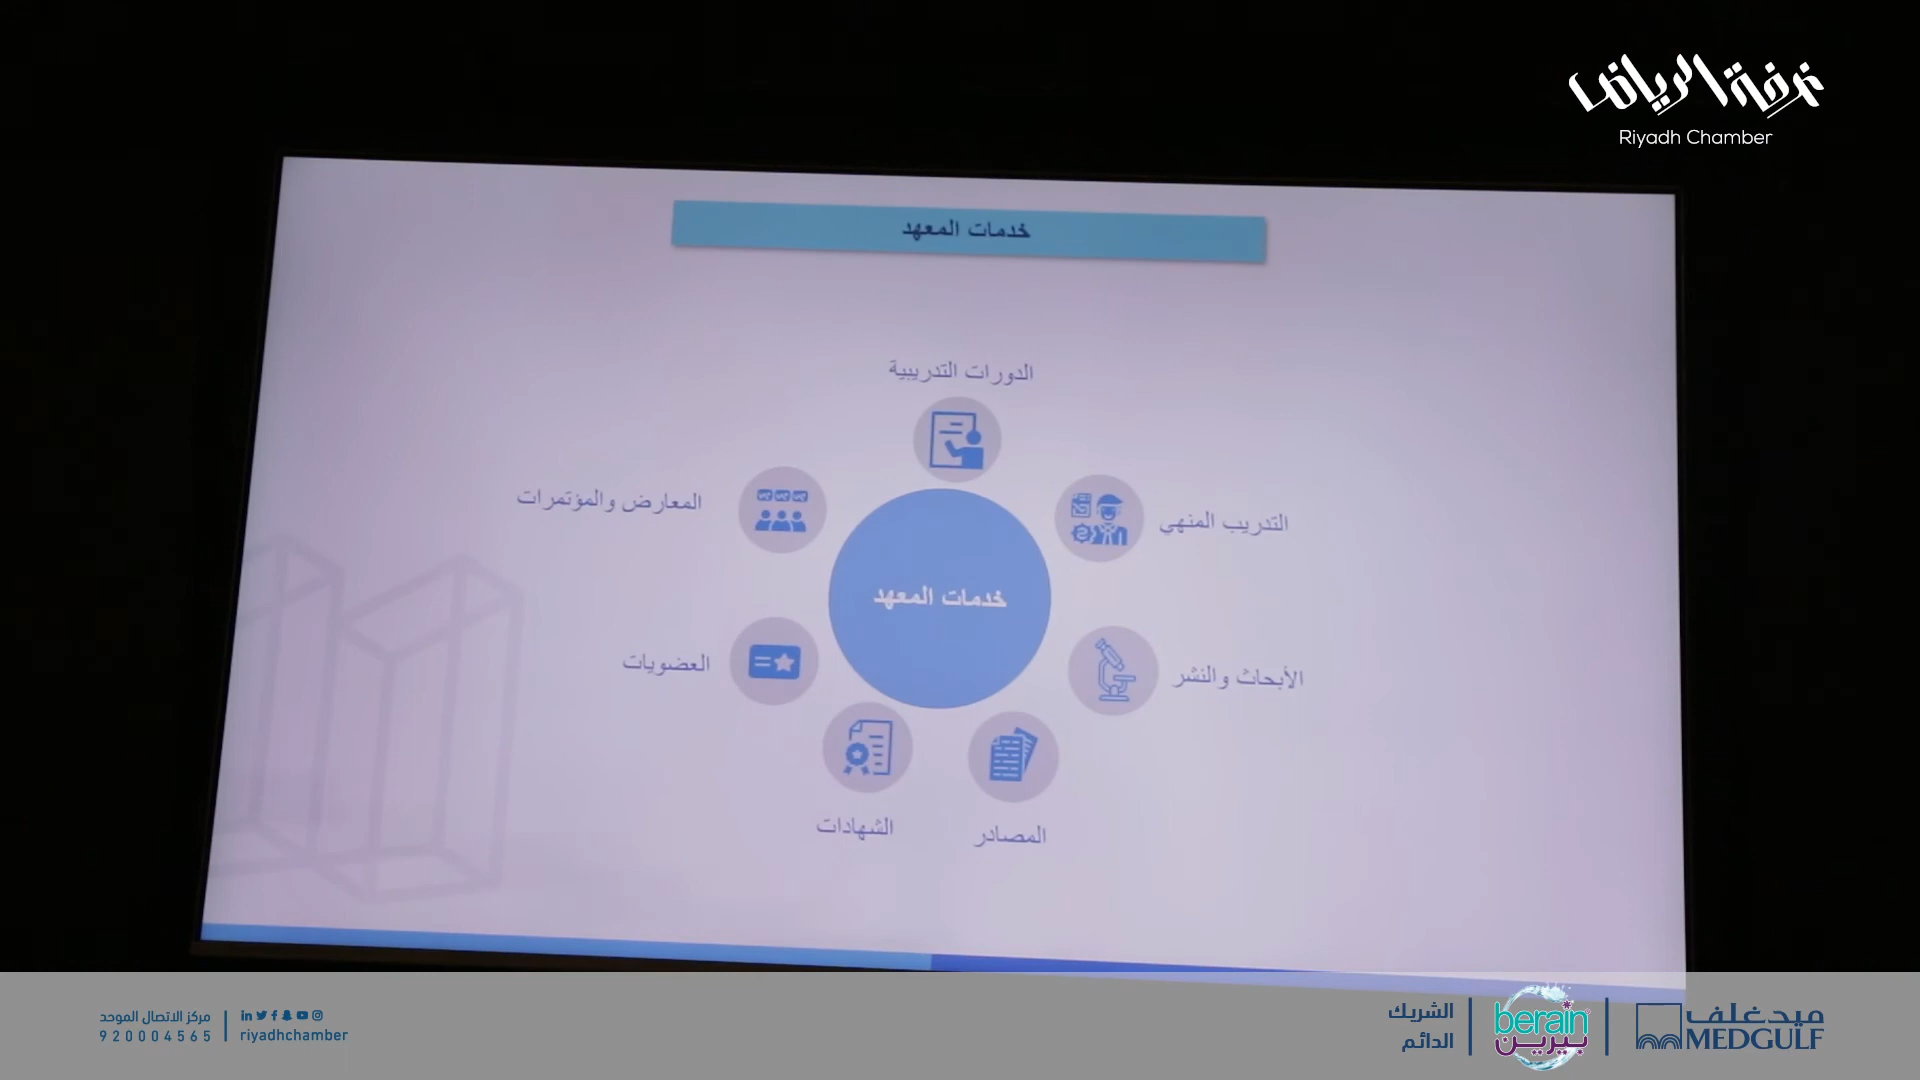 غرفة الرياض
Riyadh Chamber
خدمات المعهد
الدورات التدريبية
المعارض والمؤتمرات
التدريب المنهي
خدمات المعهد
العضويات
الأبحاث والنشر
الشهادات
المصادر
مركز الاتصال الموحد
920004565
riyadhchamber
الشريك
الدائم
berain
بيرين
ميدغلف
MEDGULF